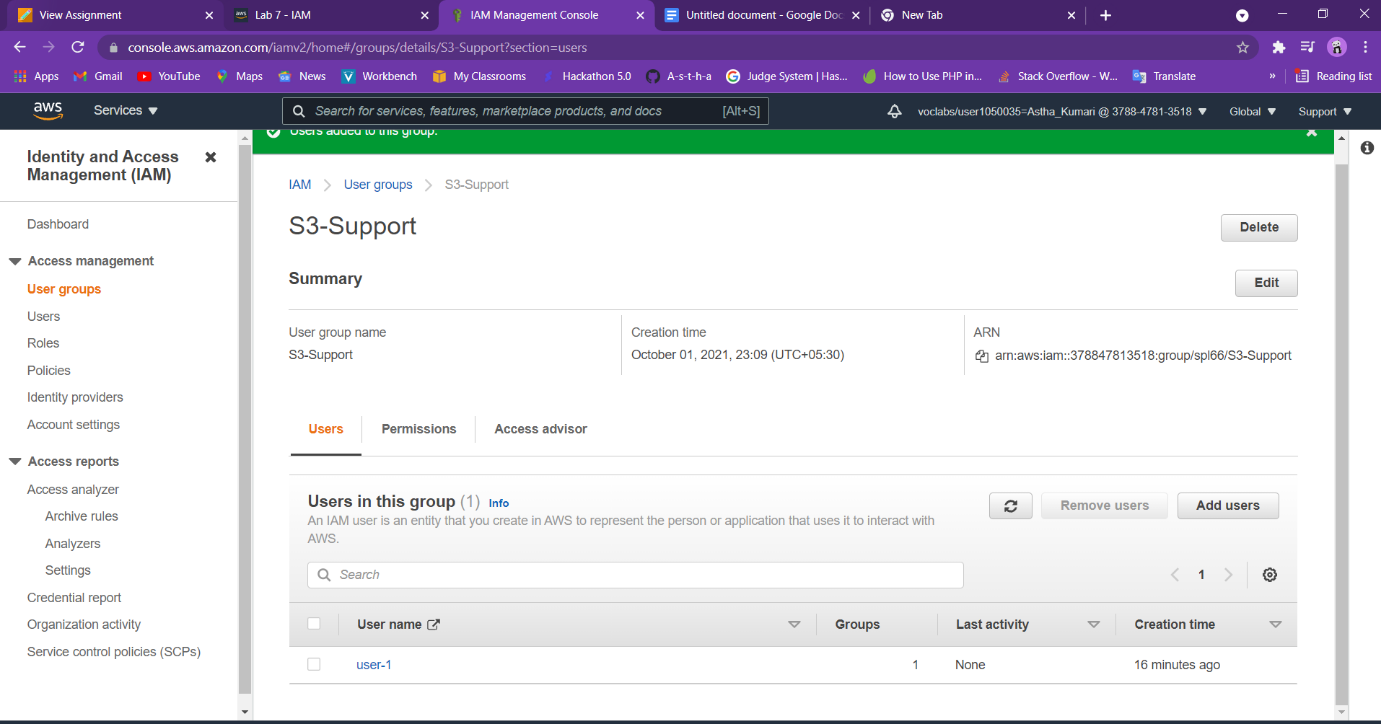 View Assignment
Lab 7 - IAM
IAM Management Console
Untitled document - Google Doc
New Tab
console.aws.amazon.com/iamv2/home#/groups/details/S3-Support?section=users
Apps
Gmail
YouTube
Maps
News
Workbench
My Classrooms
Hackathon 5.0
A-s-t-h-a
Judge System | Has...
How to Use PHP in...
Stack Overflow - W...
Translate
»
Reading list
aws
Services
Search for services, features, marketplace products, and docs
[Alt+S]
voclabs/user1050035=Astha_Kumari @ 3788-4781-3518
Global
Support
Identity and Access
Management (IAM)
Dashboard
Access management
User groups
Users
Roles
Policies
Identity providers
Account settings
Access reports
Access analyzer
Archive rules
Analyzers
Settings
Credential report
Organization activity
Service control policies (SCPs)
Users added to this group.
IAM
User groups
S3-Support
S3-Support
Delete
Summary
Edit
User group name
S3-Support
Creation time
October 01, 2021, 23:09 (UTC+05:30)
ARN
arn:aws:iam::378847813518:group/spl66/S3-Support
Users
Permissions
Access advisor
Users in this group (1) Info
An IAM user is an entity that you create in AWS to represent the person or application that uses it to interact with
AWS.
Remove users
Add users
Search
1
User name
Groups
Last activity
Creation time
user-1
1
None
16 minutes ago